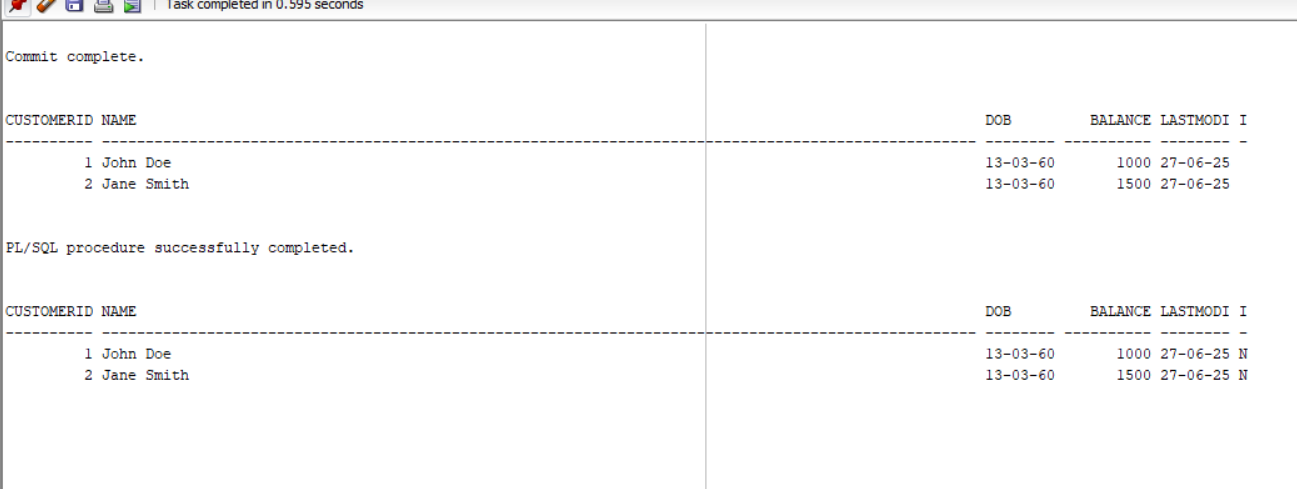 Task completed in 0.595 seconds
Commit complete.
CUSTOMERID NAME DOB BALANCE LASTMODI I
---------- ---------------------------------------------------------------------------------------------------- -------- ---------- -------- -
1 John Doe 13-03-60 1000 27-06-25
2 Jane Smith 13-03-60 1500 27-06-25
PL/SQL procedure successfully completed.
CUSTOMERID NAME DOB BALANCE LASTMODI I
---------- ---------------------------------------------------------------------------------------------------- -------- ---------- -------- -
1 John Doe 13-03-60 1000 27-06-25 N
2 Jane Smith 13-03-60 1500 27-06-25 N